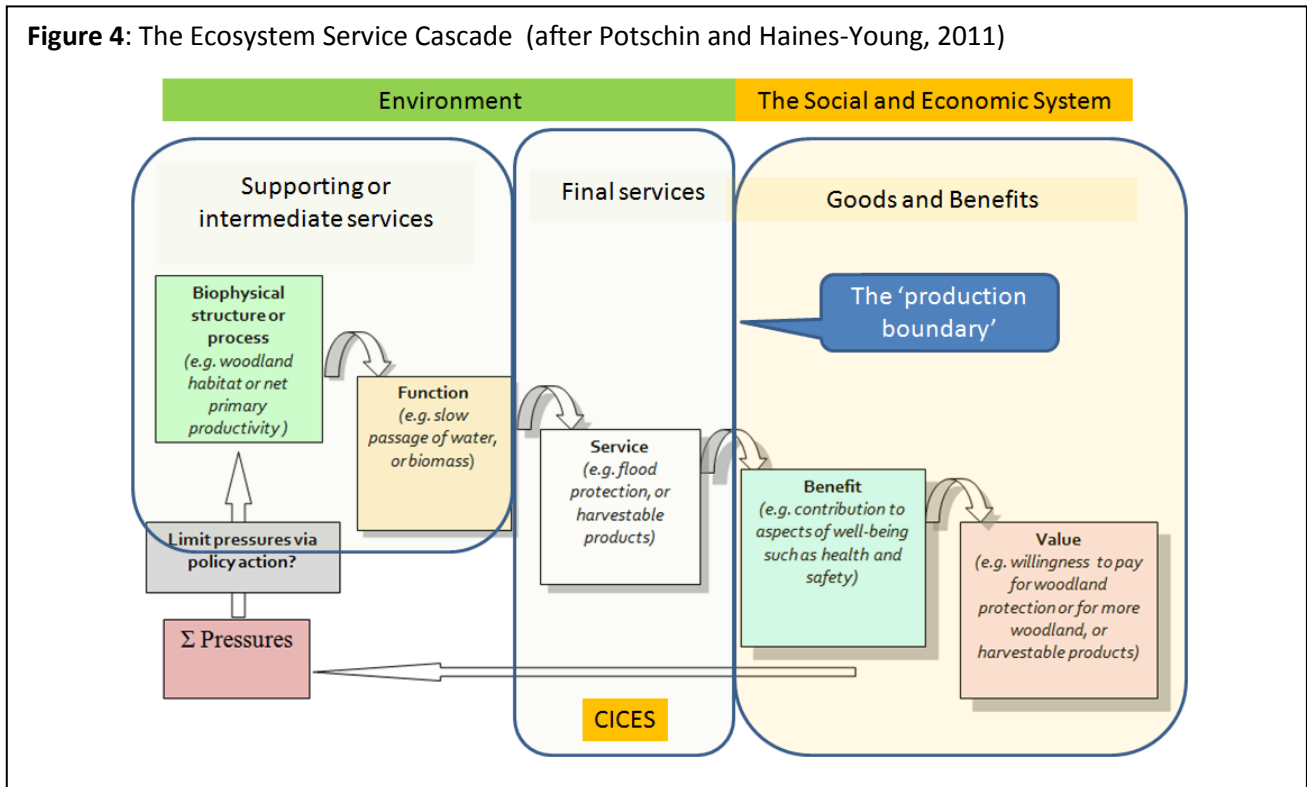 Figure 4: The Ecosystem Service Cascade (after Potschin and Haines-Young, 2011)
Environment
The Social and Economic System
Supporting or
intermediate services
Final services
Goods and Benefits
Biophysical
structure or
process
(e.g. woodland
habitat or net
primary
productivity)
The ‘production
boundary’
Function
(e.g. slow
passage of water,
or biomass)
Service
(e.g. flood
protection, or
harvestable
products)
Benefit
(e.g. contribution to
aspects of well-being
such as health and
safety)
Value
(e.g. willingness to pay
for woodland
protection or for more
woodland, or
harvestable products)
Limit pressures via
policy action?
Σ Pressures
CICES